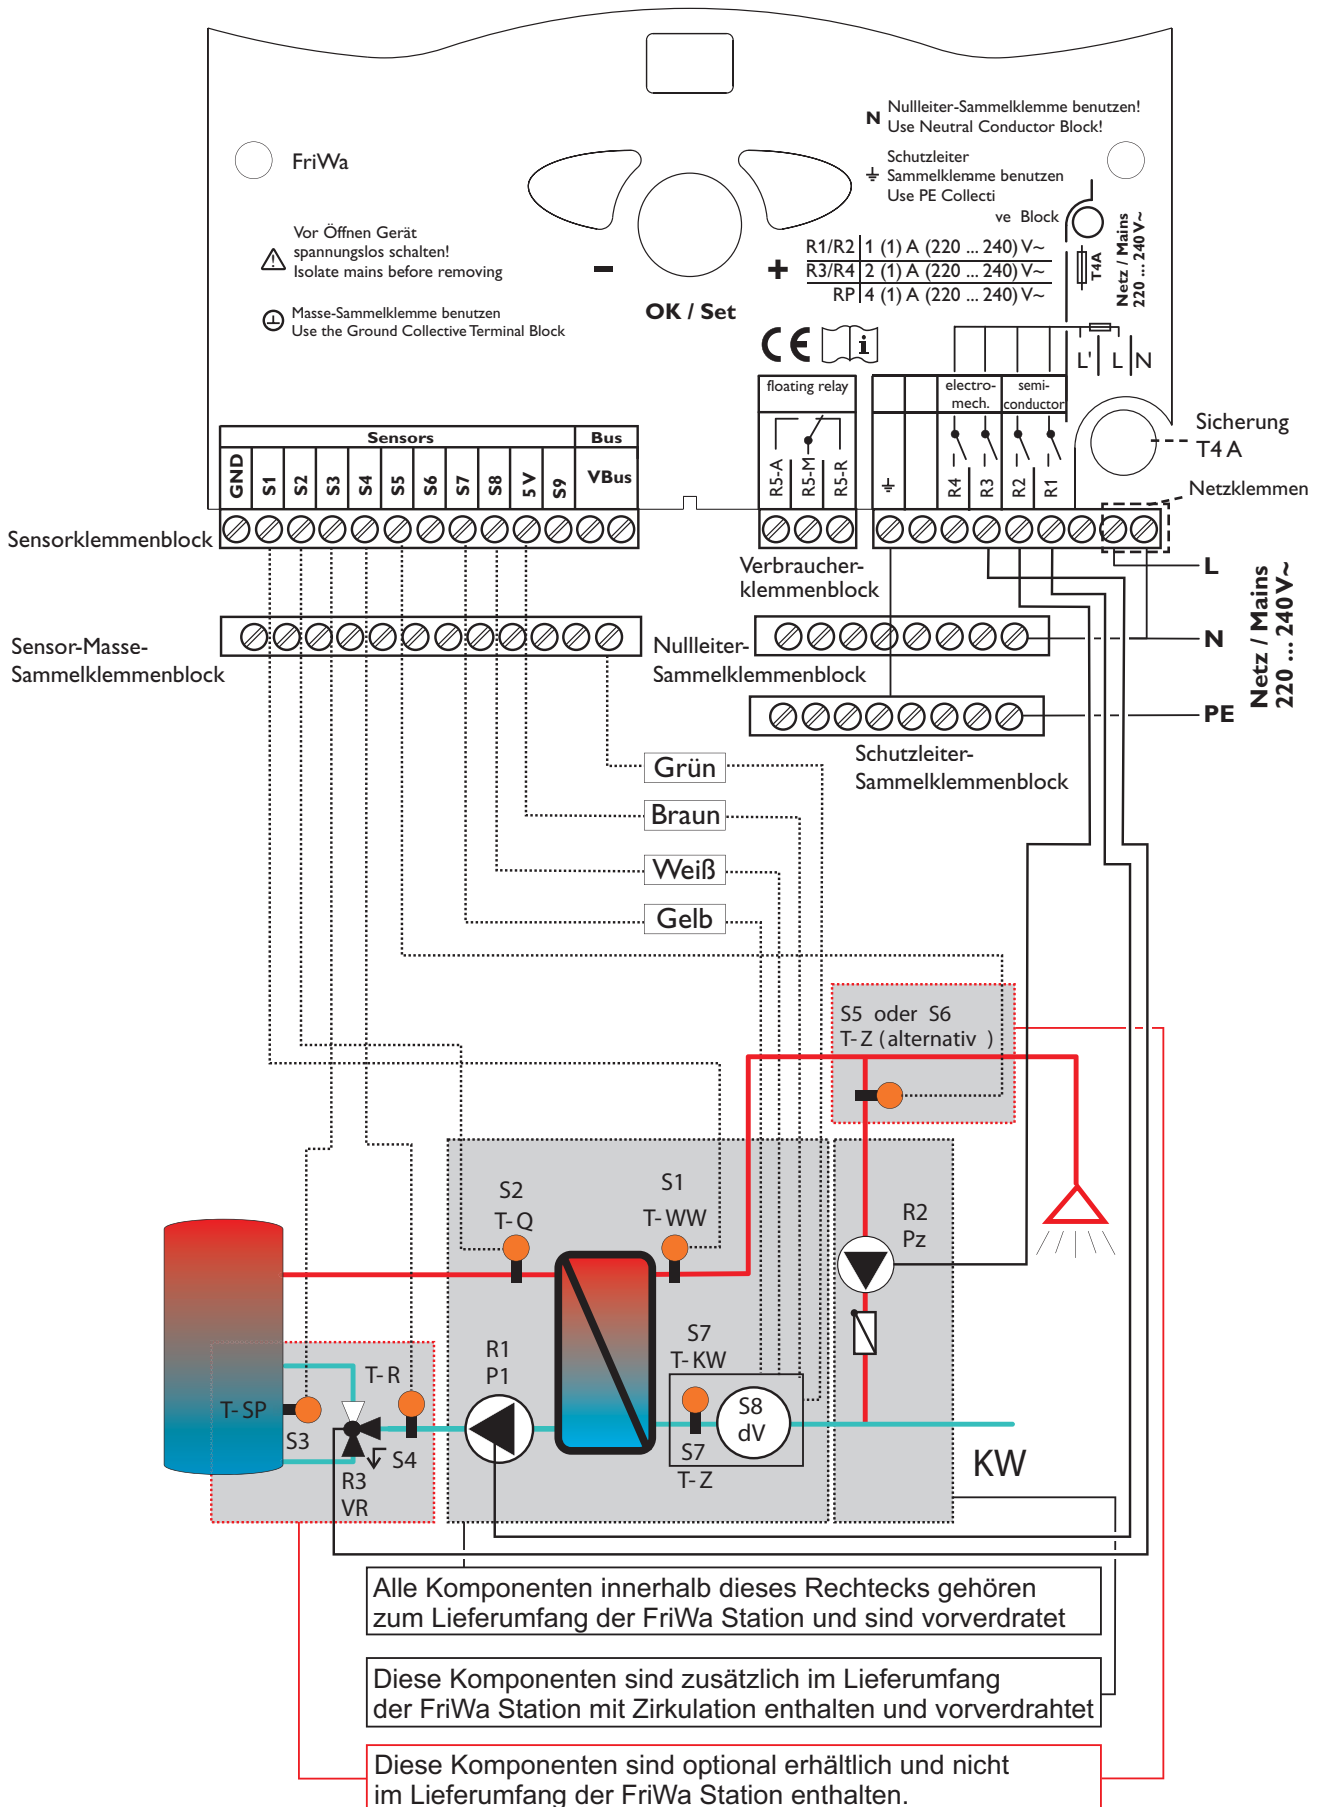 N
Nullleiter-Sammelklemme benutzen!
Use Neutral Conductor Block!
FriWa
Schutzleiter
Sammelklemme benutzen
Use PE Collecti
ve Block
Vor Öffnen Gerät
spannungslos schalten!
Isolate mains before removing
Masse-Sammelklemme benutzen
Use the Ground Collective Terminal Block
–
+
OK / Set
R1/R2 1 (1) A (220 ... 240) V~
R3/R4 2 (1) A (220 ... 240) V~
RP 4 (1) A (220 ... 240) V~
T4A
Netz / Mains
220 ... 240 V~
CE
i
L' L N
floating relay
electro-
mech.
semi-
conductor
Sensors
Bus
GND S1 S2 S3 S4 S5 S6 S7 S8 5 V S9 VBus
R5-A R5-M R5-R
R4 R3 R2 R1
Sicherung
T4 A
Netzklemmen
Sensorklemmenblock
Verbraucher-
klemmenblock
L
Sensor-Masse-
Sammelklemmenblock
Nullleiter-
Sammelklemmenblock
N
PE
Netz / Mains
220 ... 240 V~
Schutzleiter-
Sammelklemmenblock
Grün
Braun
Weiß
Gelb
S5 oder S6
T-Z (alternativ )
S2
T-Q
S1
T-WW
R2
Pz
S7
T-KW
R1
P1
T-R
T-SP
S3
S4
R3
VR
S8
dV
S7
T-Z
KW
Alle Komponenten innerhalb dieses Rechtecks gehören
zum Lieferumfang der FriWa Station und sind vorverdratet
Diese Komponenten sind zusätzlich im Lieferumfang
der FriWa Station mit Zirkulation enthalten und vorverdrahtet
Diese Komponenten sind optional erhältlich und nicht
im Lieferumfang der FriWa Station enthalten.